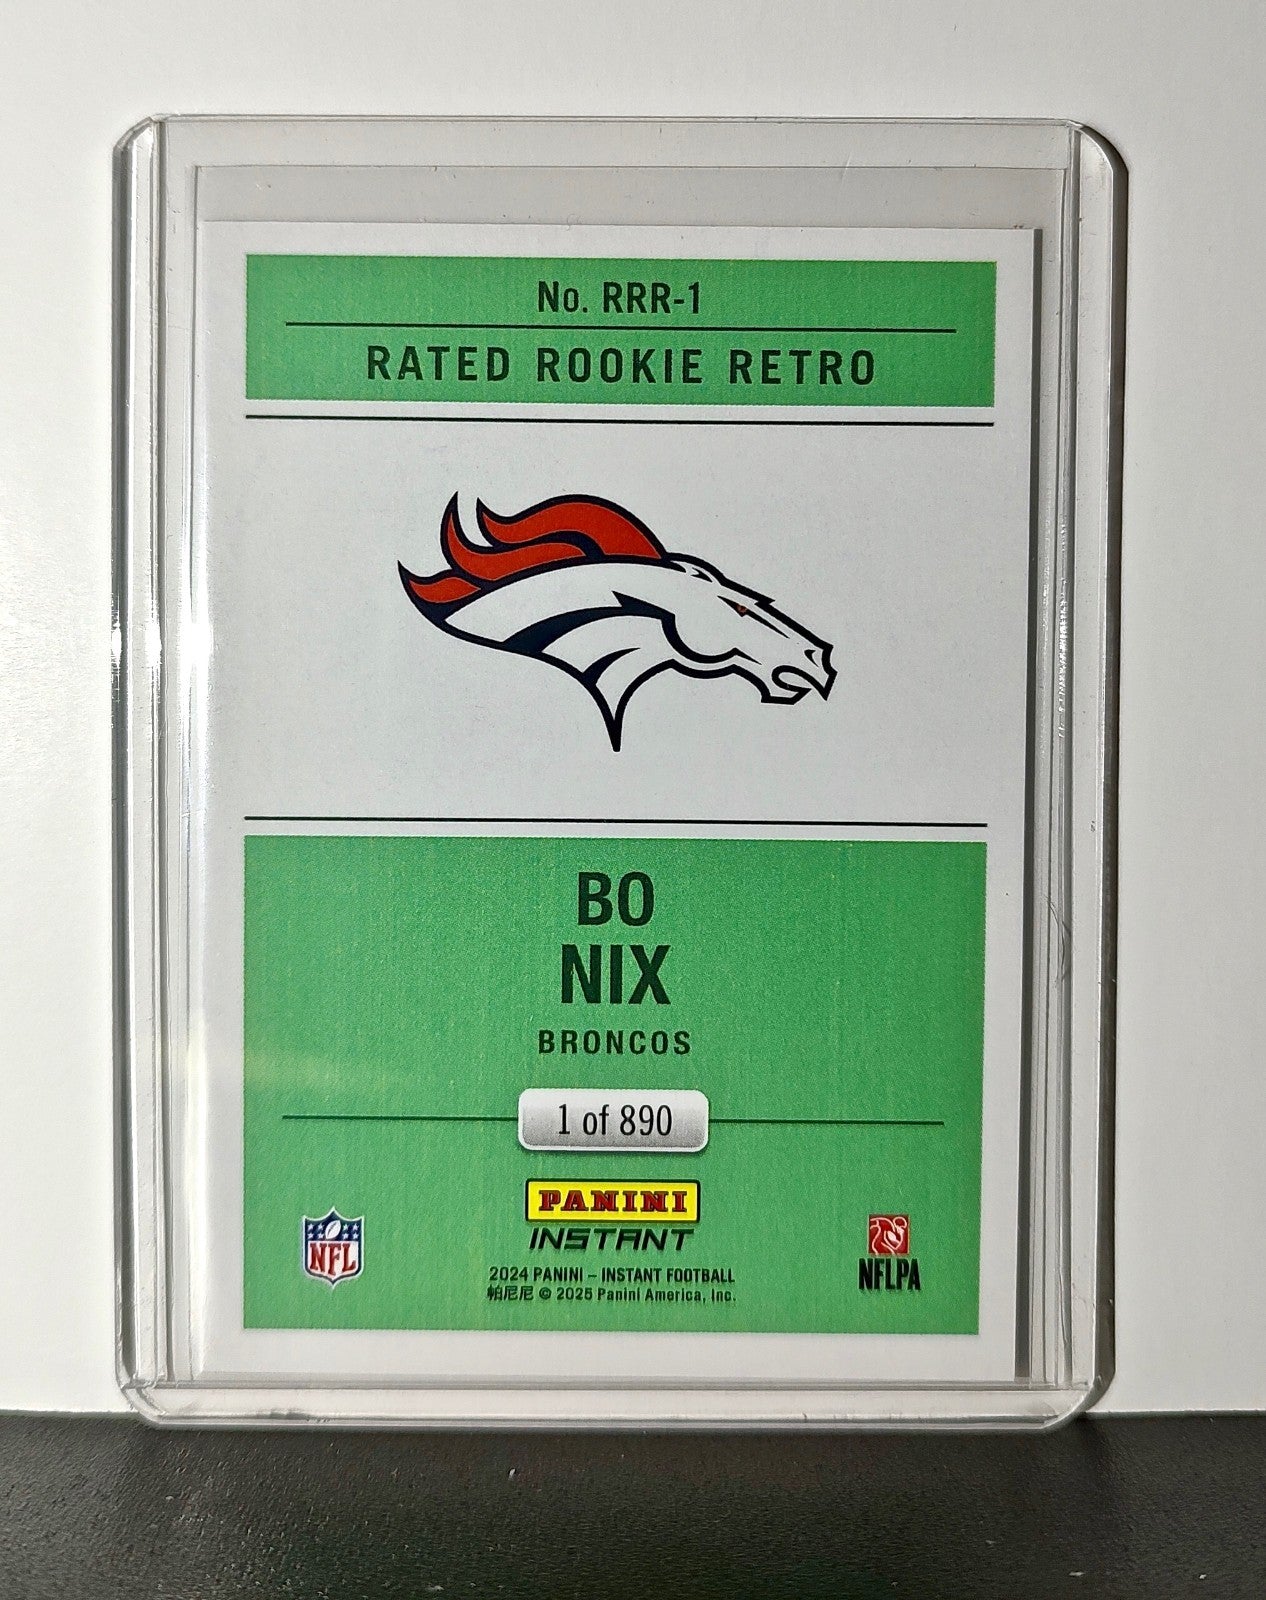 No. RRR-1
RATED ROOKIE RETRO
BO
NIX
BRONCOS
1 of 890
PANINI
INSTANT
NFL
NFLPA
2024 PANINI – INSTANT FOOTBALL
帕尼尼 © 2025 Panini America, Inc.